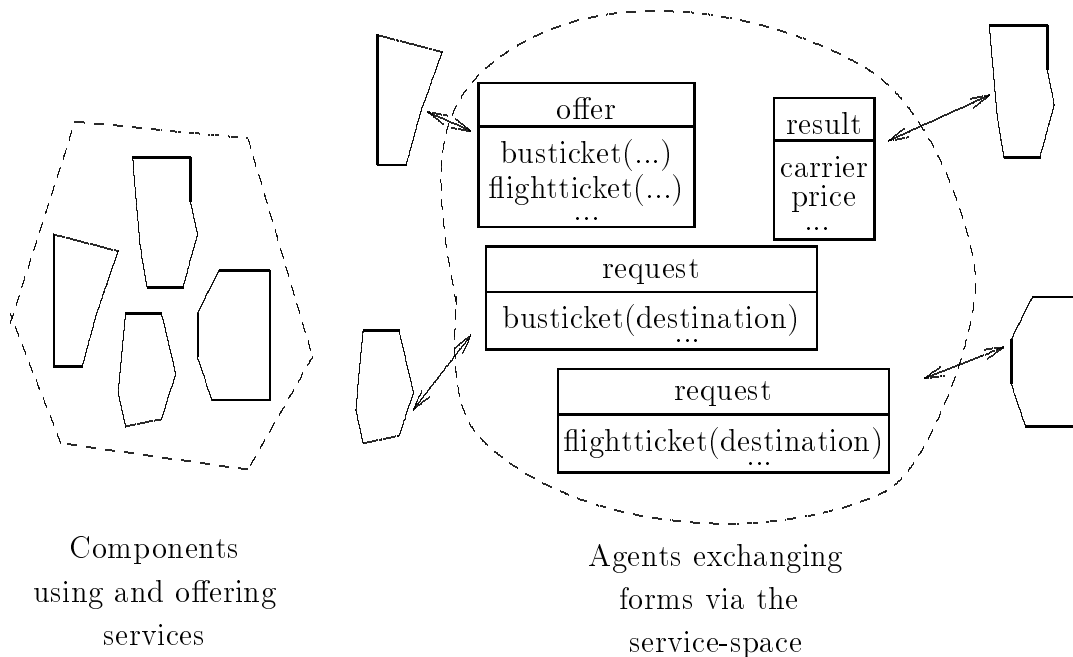 offer
busticket(...)
flightticket(...)
...
result
carrier
price
...
request
busticket(destination)
...
request
flightticket(destination)
...
Components
using and offering
services
Agents exchanging
forms via the
service-space